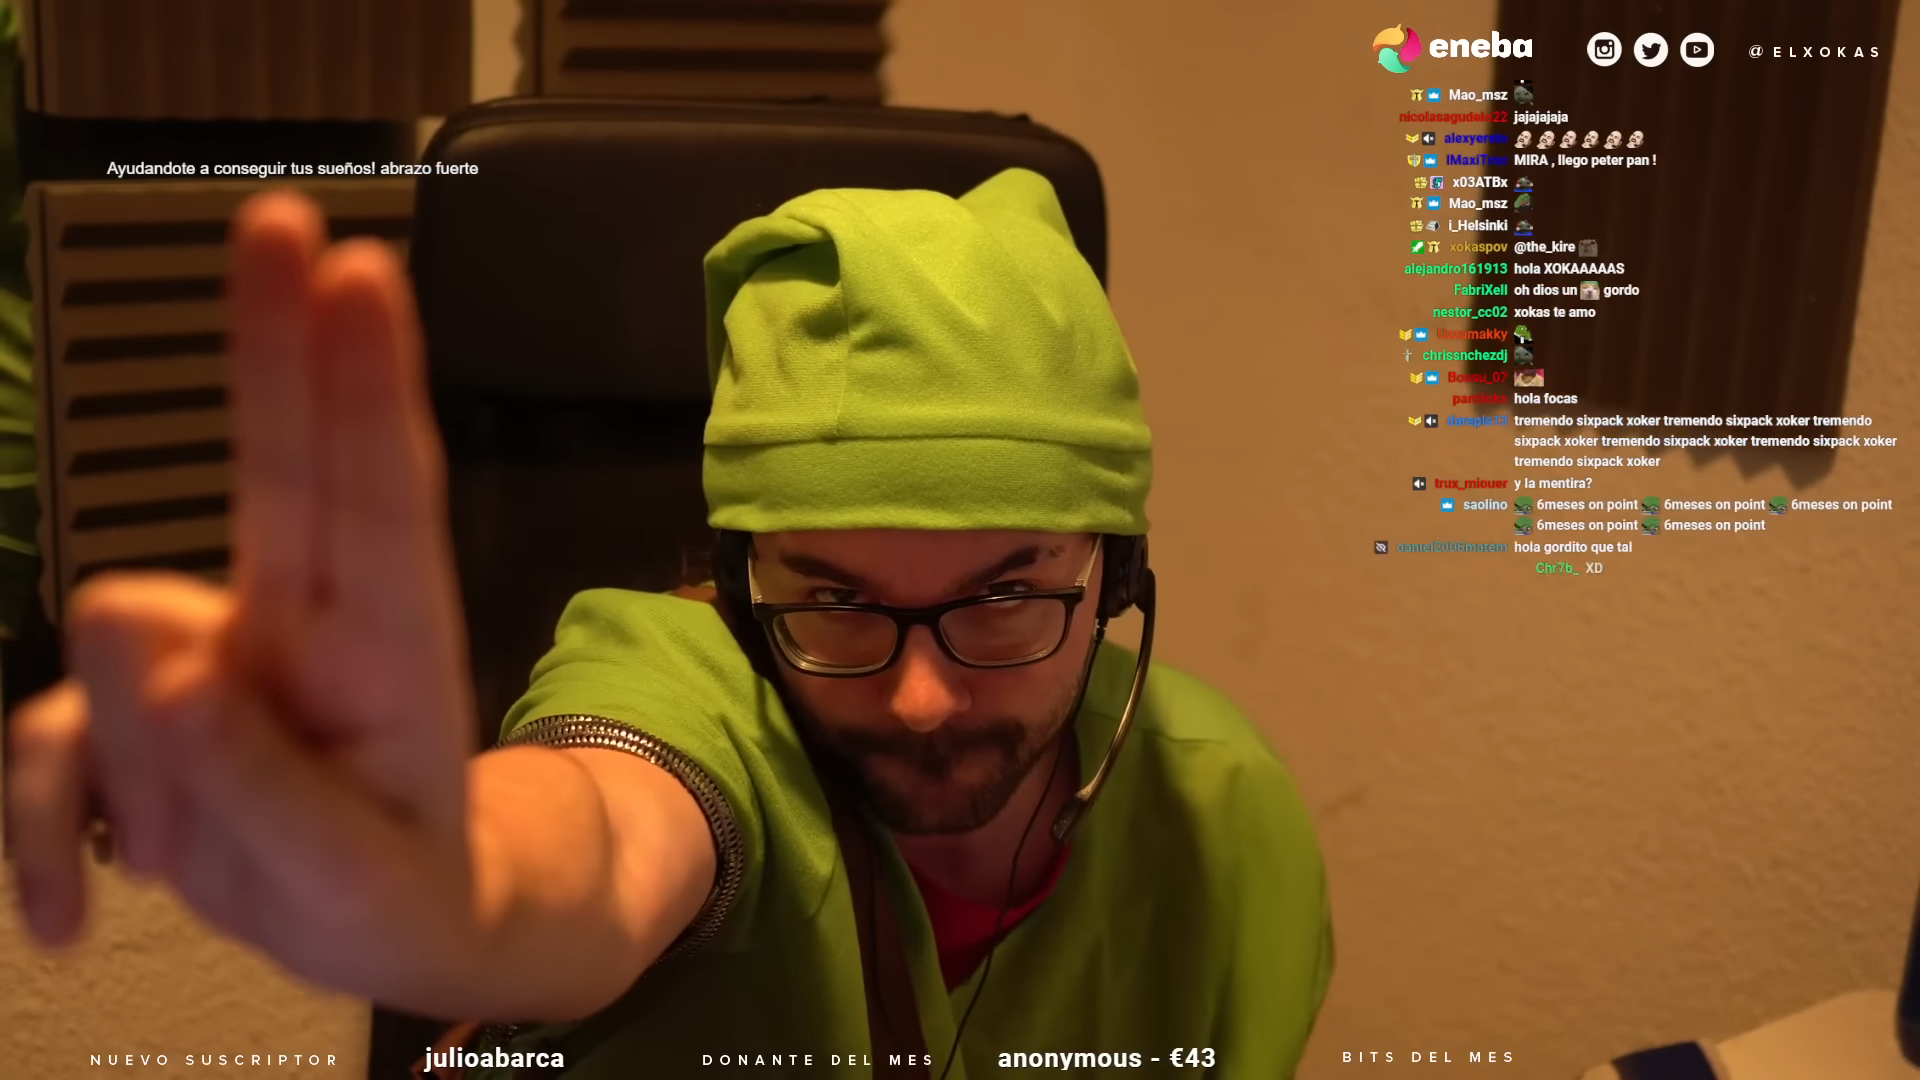 eneba
@ELXOKAS
Mao_msz
nicolasagudelo22 jajajajaja
MIRA , llego peter pan !
x03ATBx
Mao_msz
i_Helsinki
xokaspov @the_kire
alejandro161913 hola XOKAAAAAS
FabriXell oh dios un gordo
nestor_cc02 xokas te amo
chrissnchezdj
Bossu_07
hola focas
tremendo sixpack xoker tremendo sixpack xoker tremendo
sixpack xoker tremendo sixpack xoker tremendo sixpack xoker
tremendo sixpack xoker
trux_miouer y la mentira?
saolino 6meses on point 6meses on point 6meses on point
6meses on point 6meses on point
hola gordito que tal
Chr7b_ XD
Ayudandote a conseguir tus sueños! abrazo fuerte
NUEVO SUSCRIPTOR julioabarca DONANTE DEL MES anonymous - €43 BITS DEL MES